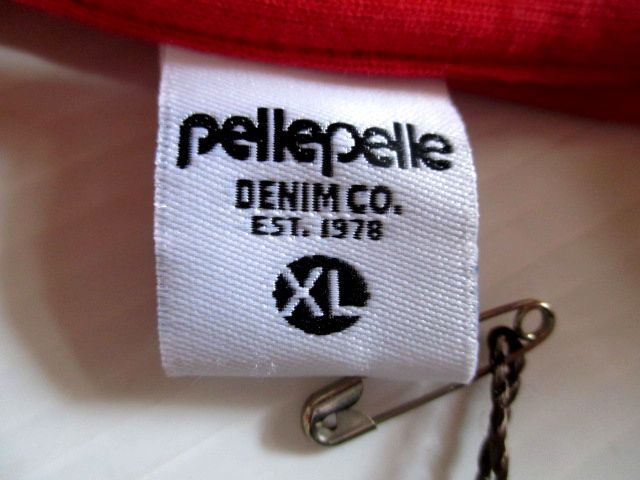 pellepelle
DENIM CO.
EST. 1978
XL